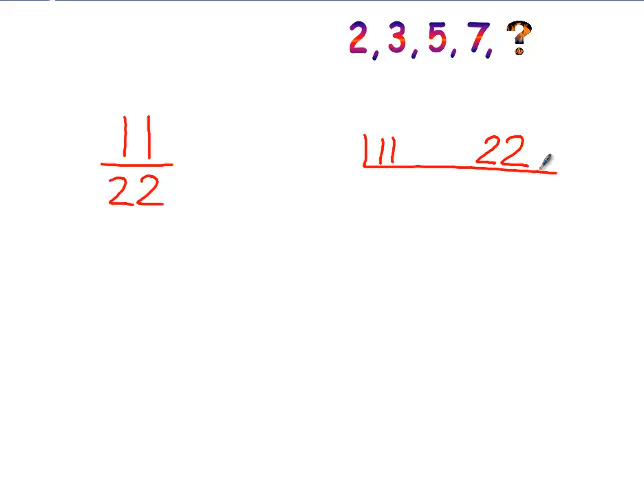 2, 3, 5, 7, ?
11
22
11 22